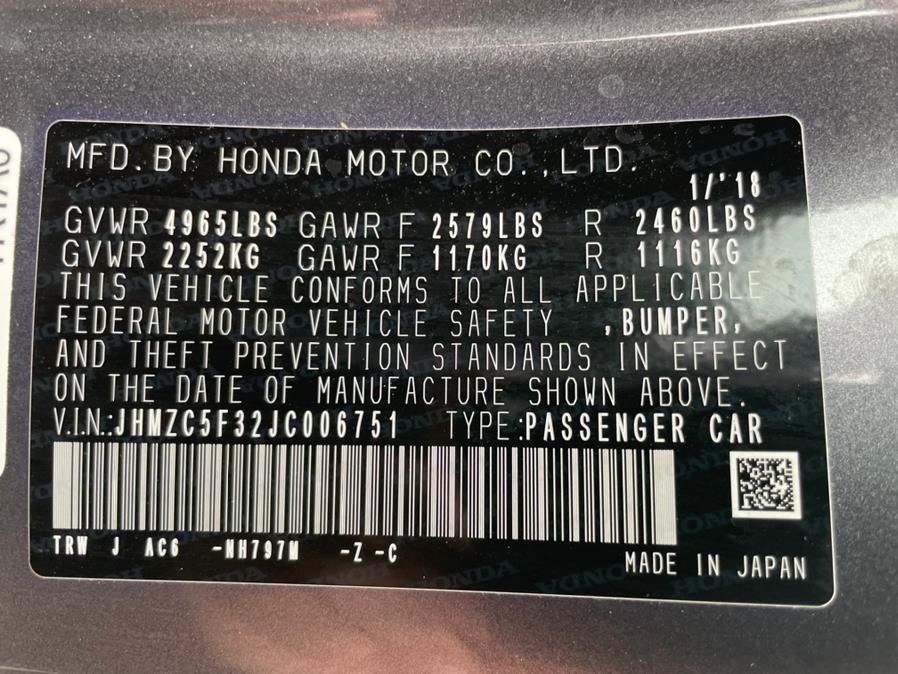 MFD. BY HONDA MOTOR CO., LTD.
1/'18
GVWR 4965LBS GAWR F 2579LBS R 2460LBS
GVWR 2252KG GAWR F 1170KG R 1116KG
THIS VEHICLE CONFORMS TO ALL APPLICABLE
FEDERAL MOTOR VEHICLE SAFETY ,BUMPER,
AND THEFT PREVENTION STANDARDS IN EFFECT
ON THE DATE OF MANUFACTURE SHOWN ABOVE.
V.I.N.:JHMZC5F32JC006751 TYPE:PASSENGER CAR
TRW J AC6 -NH797M -Z -C
MADE IN JAPAN